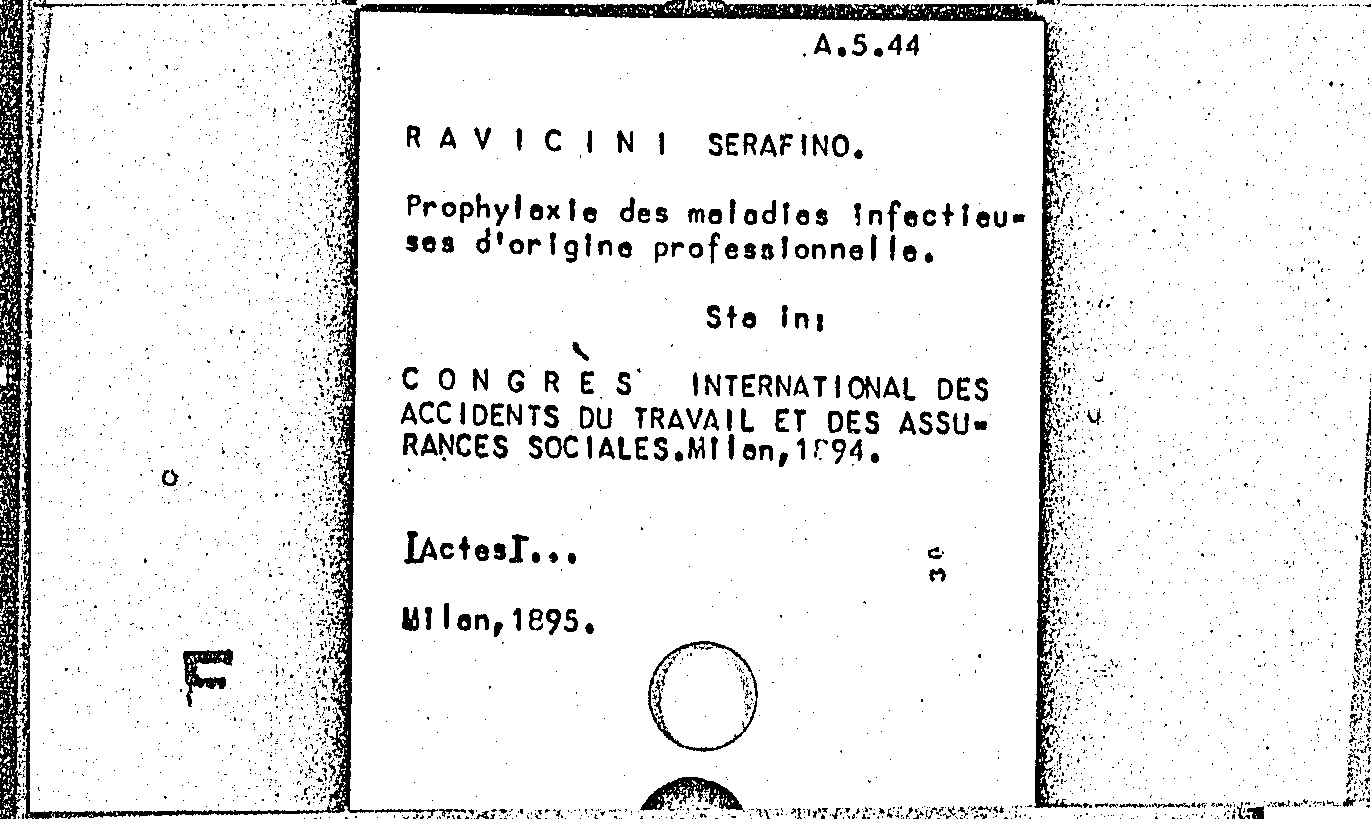 A.5.44
R A V I C I N I SERAFINO.
Prophylaxie des maladies infectieu=
ses d'origine professionnelle.
Sta in:
C O N G R È S INTERNATIONAL DES
ACCIDENTS DU TRAVAIL ET DES ASSU=
RANCES SOCIALES.Milan,1894.
[Actes]...
Milan,1895.